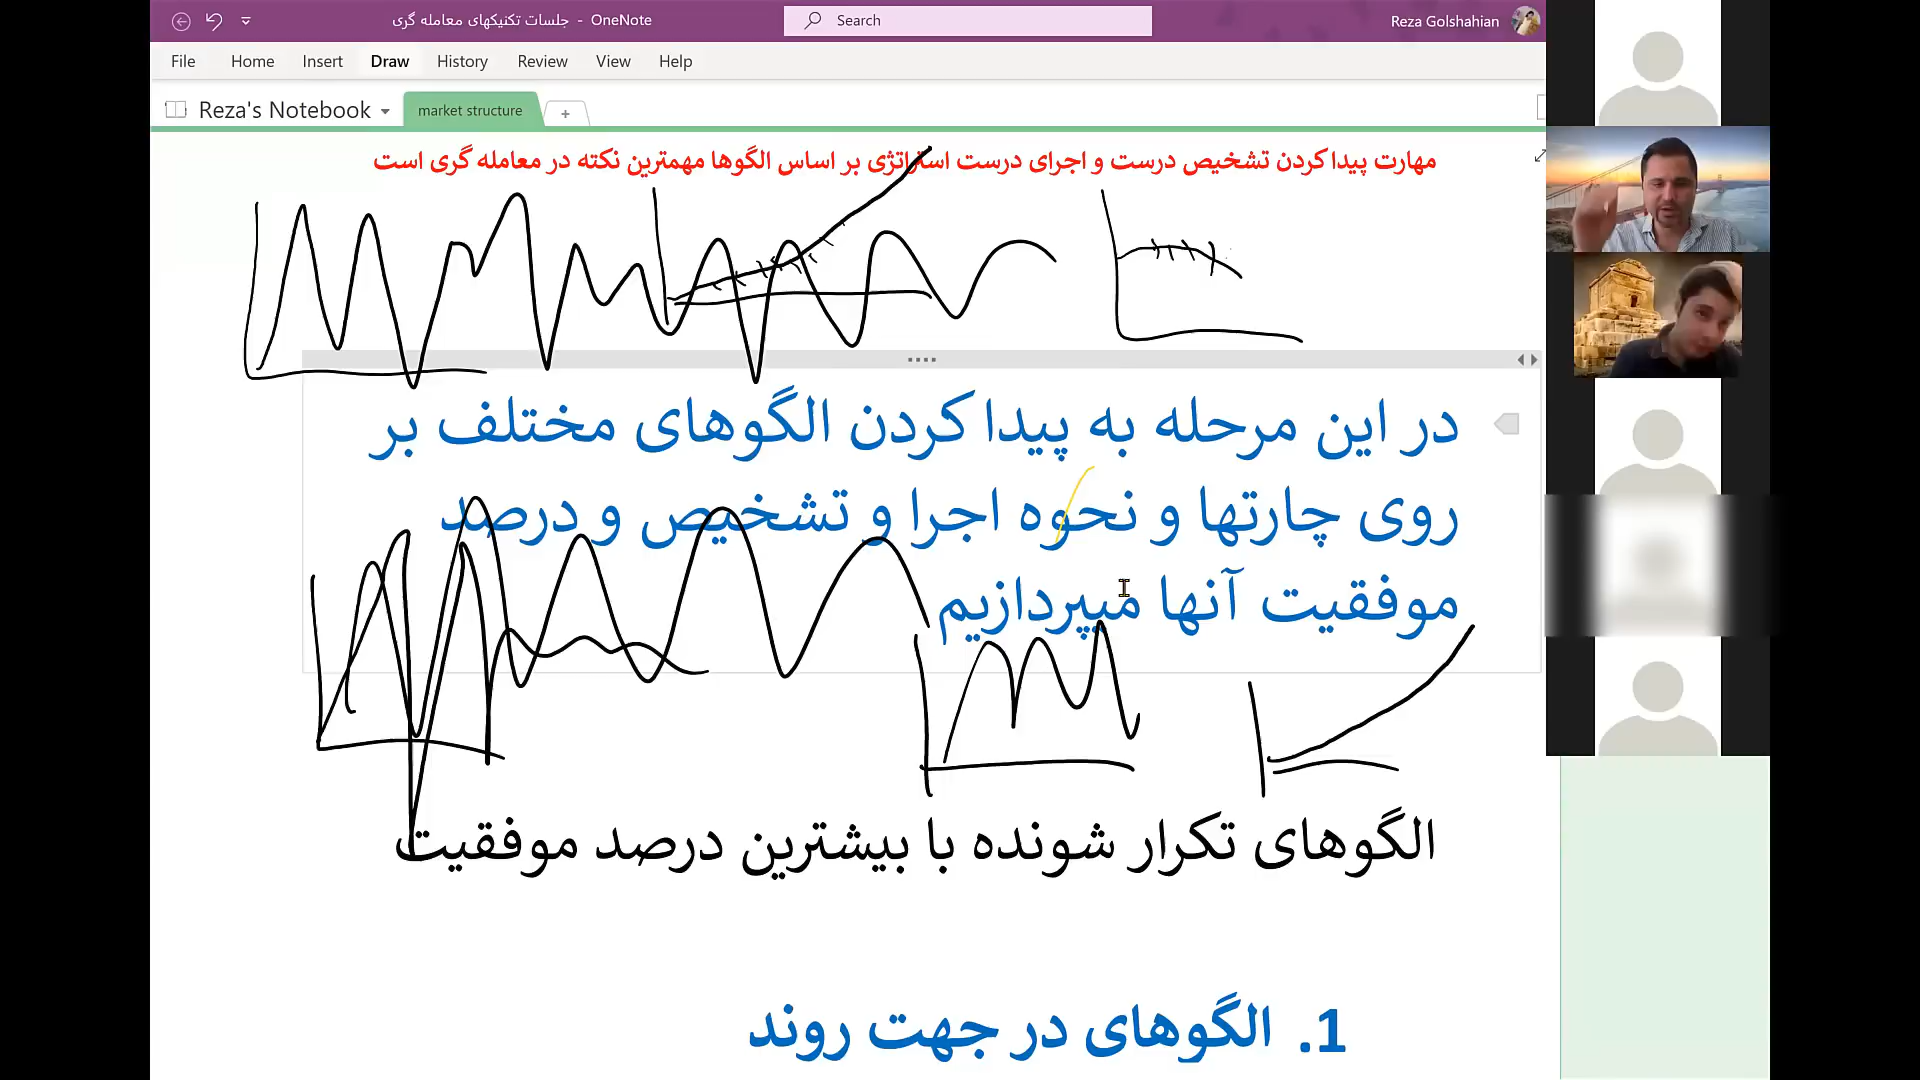 جلسات تکنیکهای معامله گری - OneNote
Search
Reza Golshahian
File Home Insert Draw History Review View Help
Reza's Notebook
market structure
مهارت پیدا کردن تشخیص درست و اجرای درست استراتژی بر اساس الگوها مهمترین نکته در معامله گری است
در این مرحله به پیدا کردن الگوهای مختلف بر
روی چارتها و نحوه اجرا و تشخیص و درصد
موفقیت آنها میپردازیم
الگوهای تکرار شونده با بیشترین درصد موفقیت
1. الگوهای در جهت روند